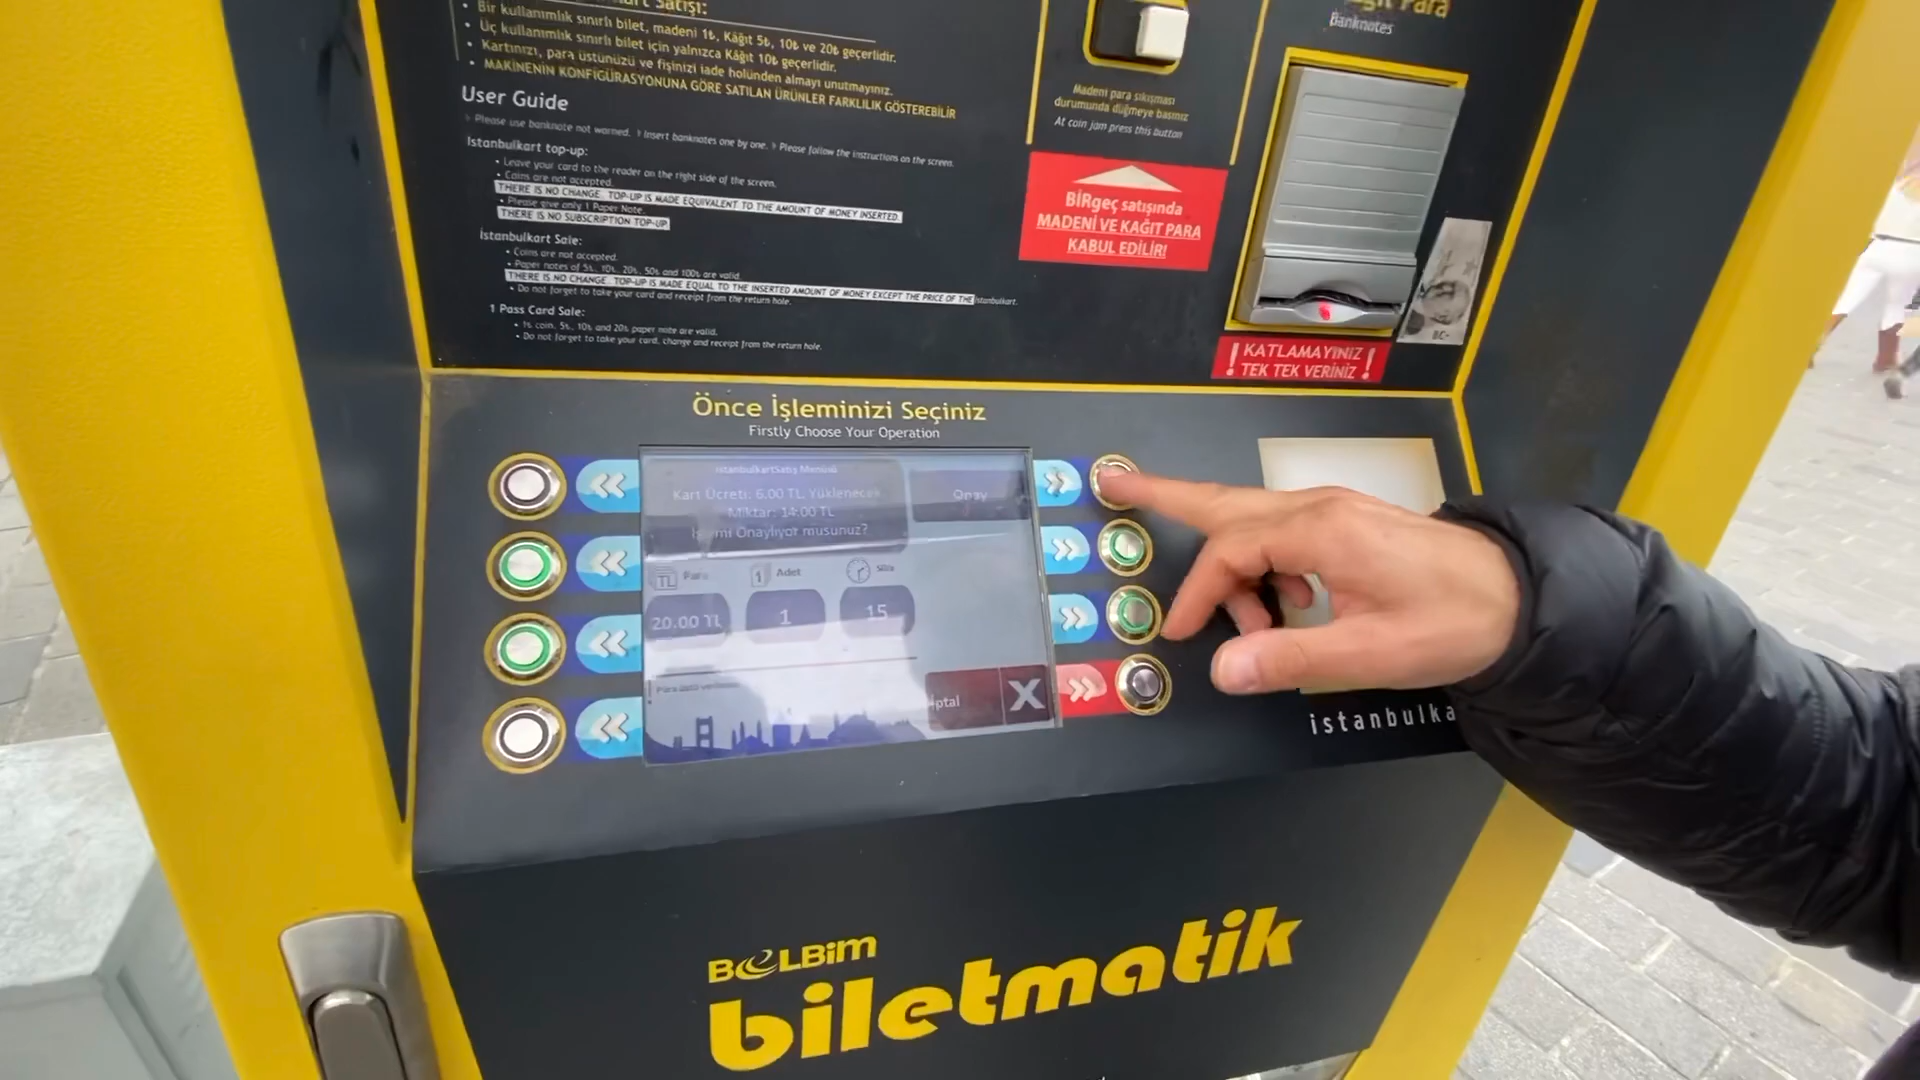 Satışı:
• Bir kullanımlık sınırlı bilet, madeni 1₺, Kâğıt 5₺, 10₺ ve 20₺ geçerlidir.
• Üç kullanımlık sınırlı bilet için yalnızca Kâğıt 10₺ geçerlidir.
• Kartınızı, para üstünüzü ve fişinizi iade holünden almayı unutmayınız.
• MAKİNENİN KONFİGÜRASYONUNA GÖRE SATILAN ÜRÜNLER FARKLILIK GÖSTEREBİLİR
User Guide
Please use banknote not warned. Insert banknotes one by one. Please follow the instructions on the screen.
İstanbulkart top-up:
• Leave your card to the reader on the right side of the screen.
• Coins are not accepted.
THERE IS NO CHANGE. TOP-UP IS MADE EQUIVALENT TO THE AMOUNT OF MONEY INSERTED.
• Please give only 1 Paper Note.
THERE IS NO SUBSCRIPTION TOP-UP
İstanbulkart Sale:
• Coins are not accepted.
• Paper notes of 5₺, 10₺, 20₺, 50₺ and 100₺ are valid.
THERE IS NO CHANGE. TOP-UP IS MADE EQUAL TO THE INSERTED AMOUNT OF MONEY EXCEPT THE PRICE OF THE İstanbulkart.
• Do not forget to take your card and receipt from the return hole.
1 Pass Card Sale:
• 1₺ coin, 5₺, 10₺ and 20₺ paper note are valid.
• Do not forget to take your card, change and receipt from the return hole.
Madeni para sıkışması
durumunda düğmeye basınız
At coin jam press this button
BİRgeç satışında
MADENİ VE KAĞIT PARA
KABUL EDİLİR!
Para
Banknotes
! KATLAMAYINIZ !
TEK TEK VERİNİZ
Önce İşleminizi Seçiniz
Firstly Choose Your Operation
istanbulkartSatış Menüsü
Kart Ücreti: 6.00 TL. Yüklenecek
Miktar: 14.00 TL
Onaylıyor musunuz?
Onay
TL Para
1 Adet
Süre
20.00 TL
1
15
İptal X
istanbulka
BELBİM
biletmatik